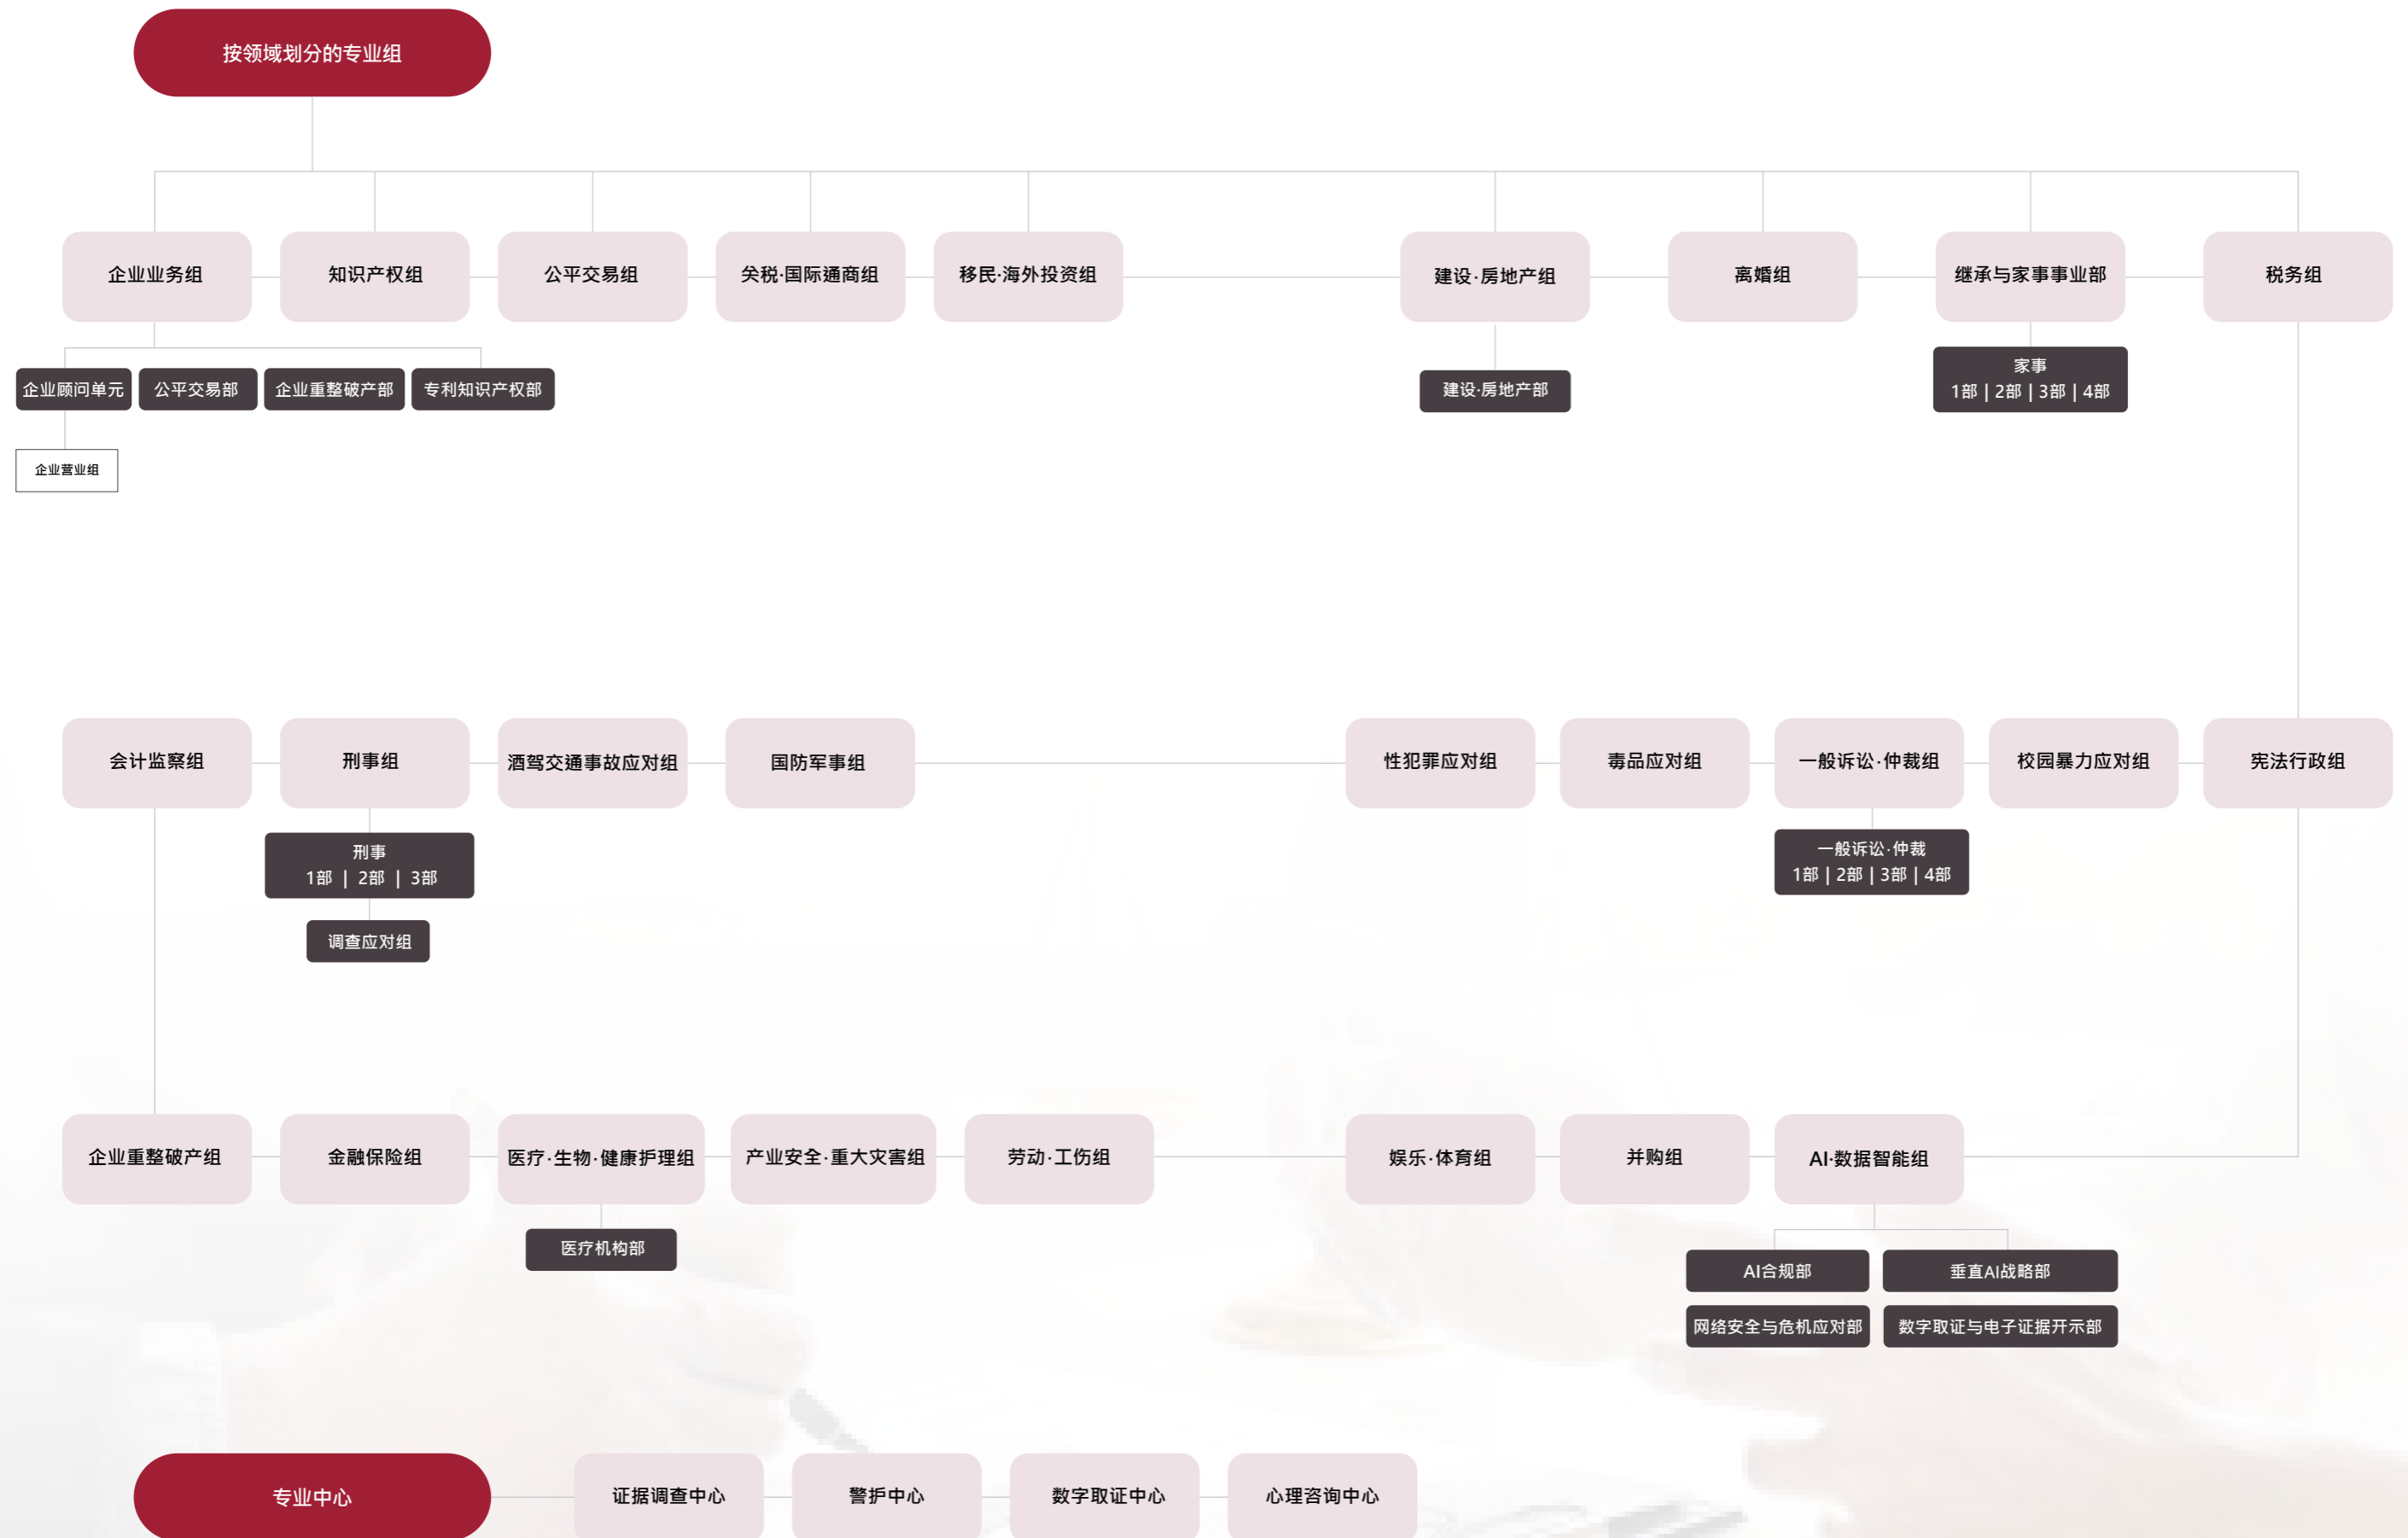 按领域划分的专业组
企业业务组
知识产权组
公平交易组
关税·国际通商组
移民·海外投资组
建设·房地产组
离婚组
继承与家事事业部
税务组
企业顾问单元
公平交易部
企业重整破产部
专利知识产权部
建设·房地产部
家事
1部 | 2部 | 3部 | 4部
企业营业组
会计监察组
刑事组
酒驾交通事故应对组
国防军事组
性犯罪应对组
毒品应对组
一般诉讼·仲裁组
校园暴力应对组
宪法行政组
刑事
1部 | 2部 | 3部
一般诉讼·仲裁
1部 | 2部 | 3部 | 4部
调查应对组
企业重整破产组
金融保险组
医疗·生物·健康护理组
产业安全·重大灾害组
劳动·工伤组
娱乐·体育组
并购组
AI·数据智能组
医疗机构部
AI合规部
垂直AI战略部
网络安全与危机应对部
数字取证与电子证据开示部
专业中心
证据调查中心
警护中心
数字取证中心
心理咨询中心